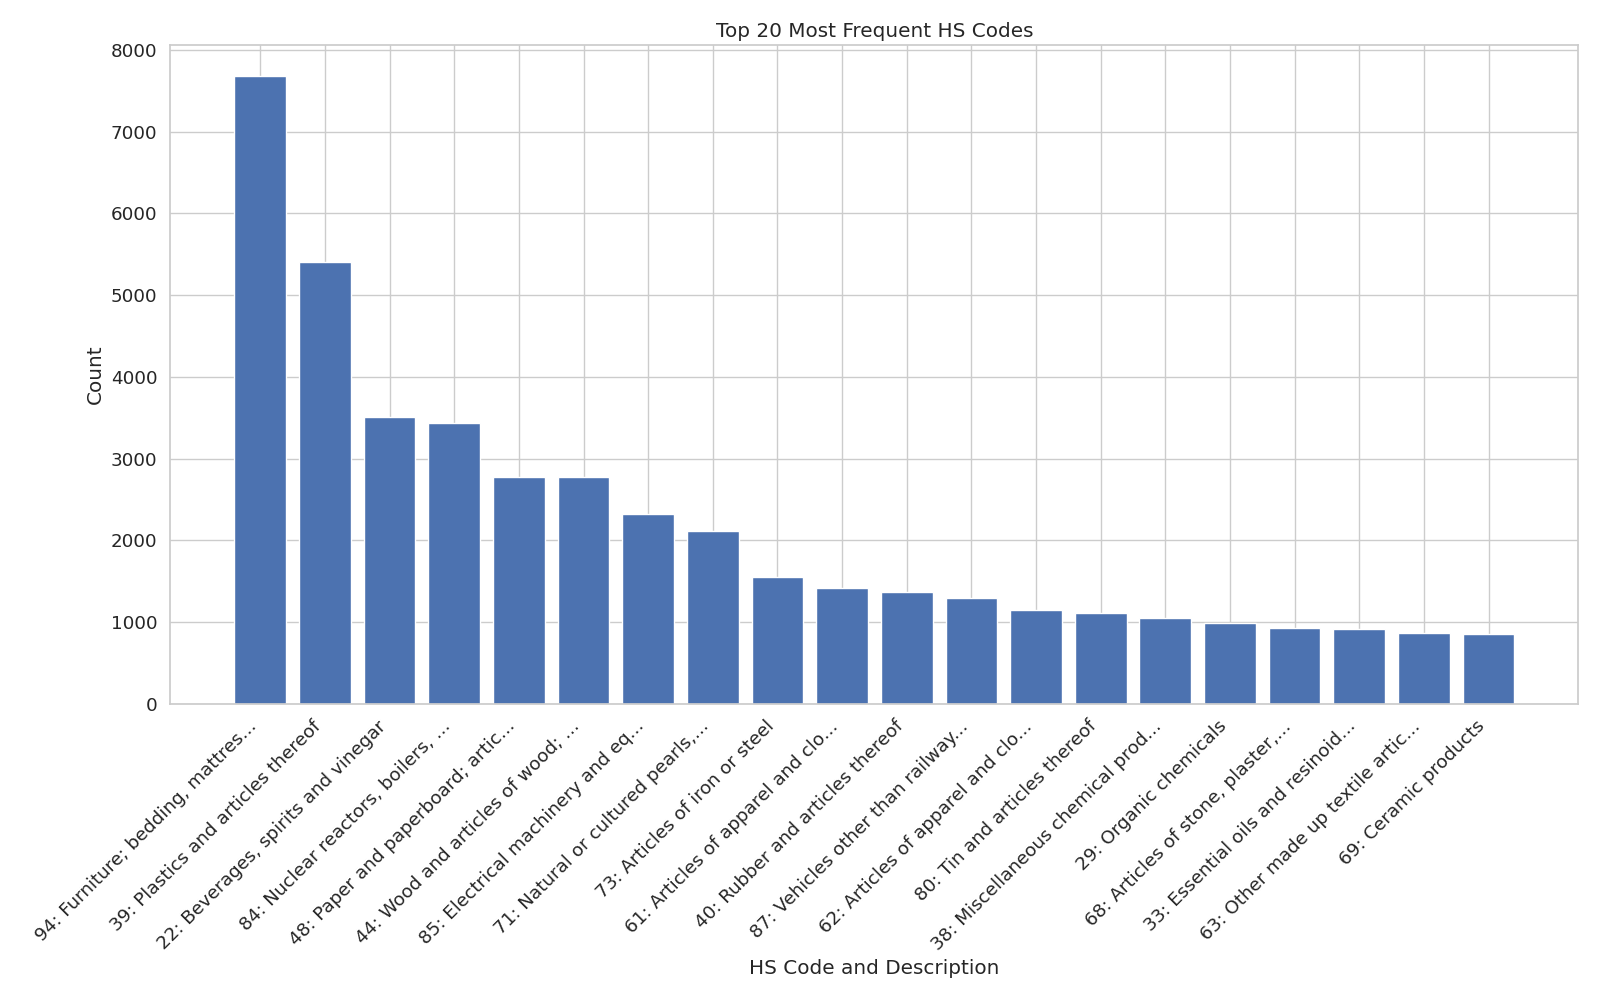 Top 20 Most Frequent HS Codes
8000
7000
6000
5000
4000
3000
2000
1000
0
Count
94: Furniture; bedding, mattres...
39: Plastics and articles thereof
22: Beverages, spirits and vinegar
84: Nuclear reactors, boilers, ...
48: Paper and paperboard; artic...
44: Wood and articles of wood; ...
85: Electrical machinery and eq...
71: Natural or cultured pearls,...
73: Articles of iron or steel
61: Articles of apparel and clo...
40: Rubber and articles thereof
87: Vehicles other than railway...
62: Articles of apparel and clo...
80: Tin and articles thereof
38: Miscellaneous chemical prod...
29: Organic chemicals
68: Articles of stone, plaster,...
33: Essential oils and resinoid...
63: Other made up textile artic...
69: Ceramic products
HS Code and Description